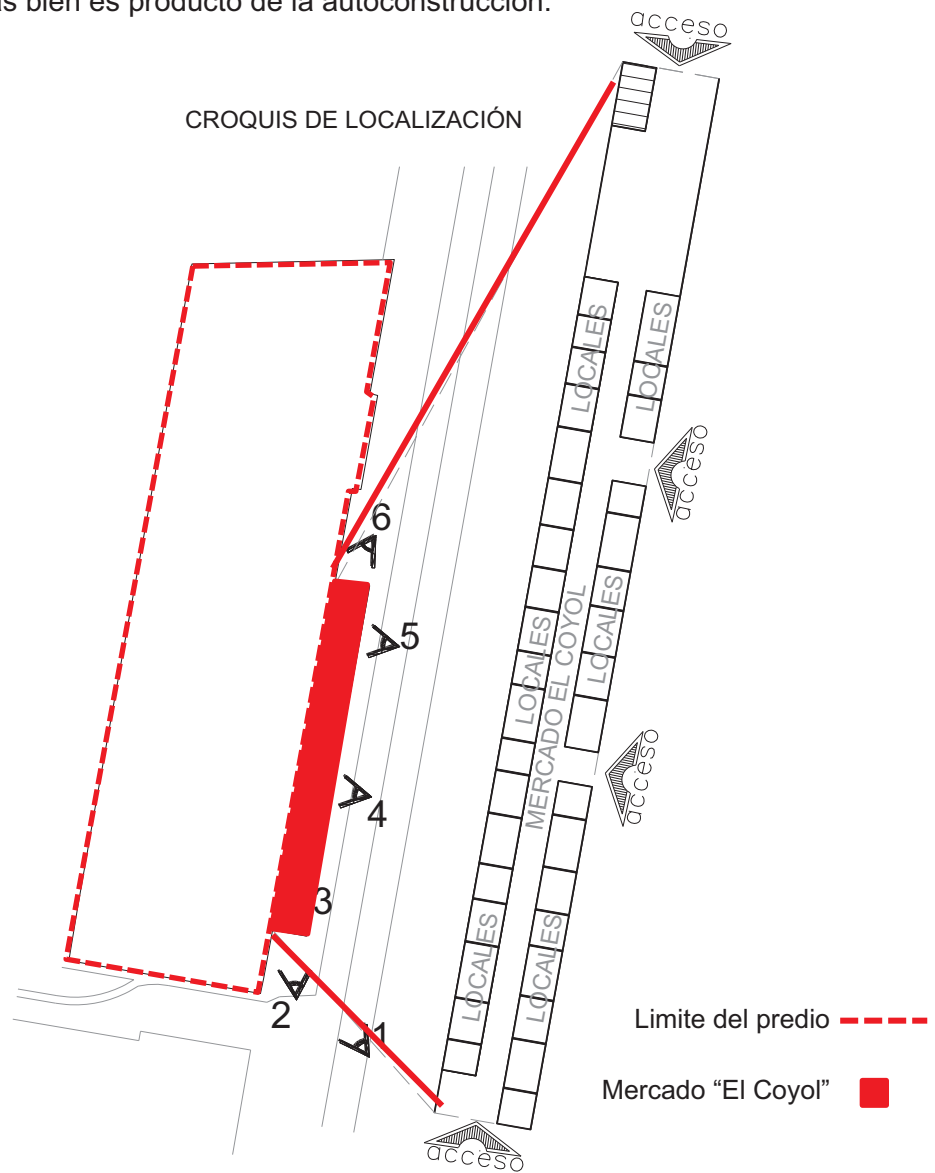 as bien es producto de la autoconstrucción.
acceso
CROQUIS DE LOCALIZACIÓN
LOCALES
LOCALES
acceso
6
5
LOCALES
LOCALES
MERCADO EL COYOL
acceso
4
3
LOCALES
LOCALES
2
1
Limite del predio
Mercado “El Coyol”
acceso